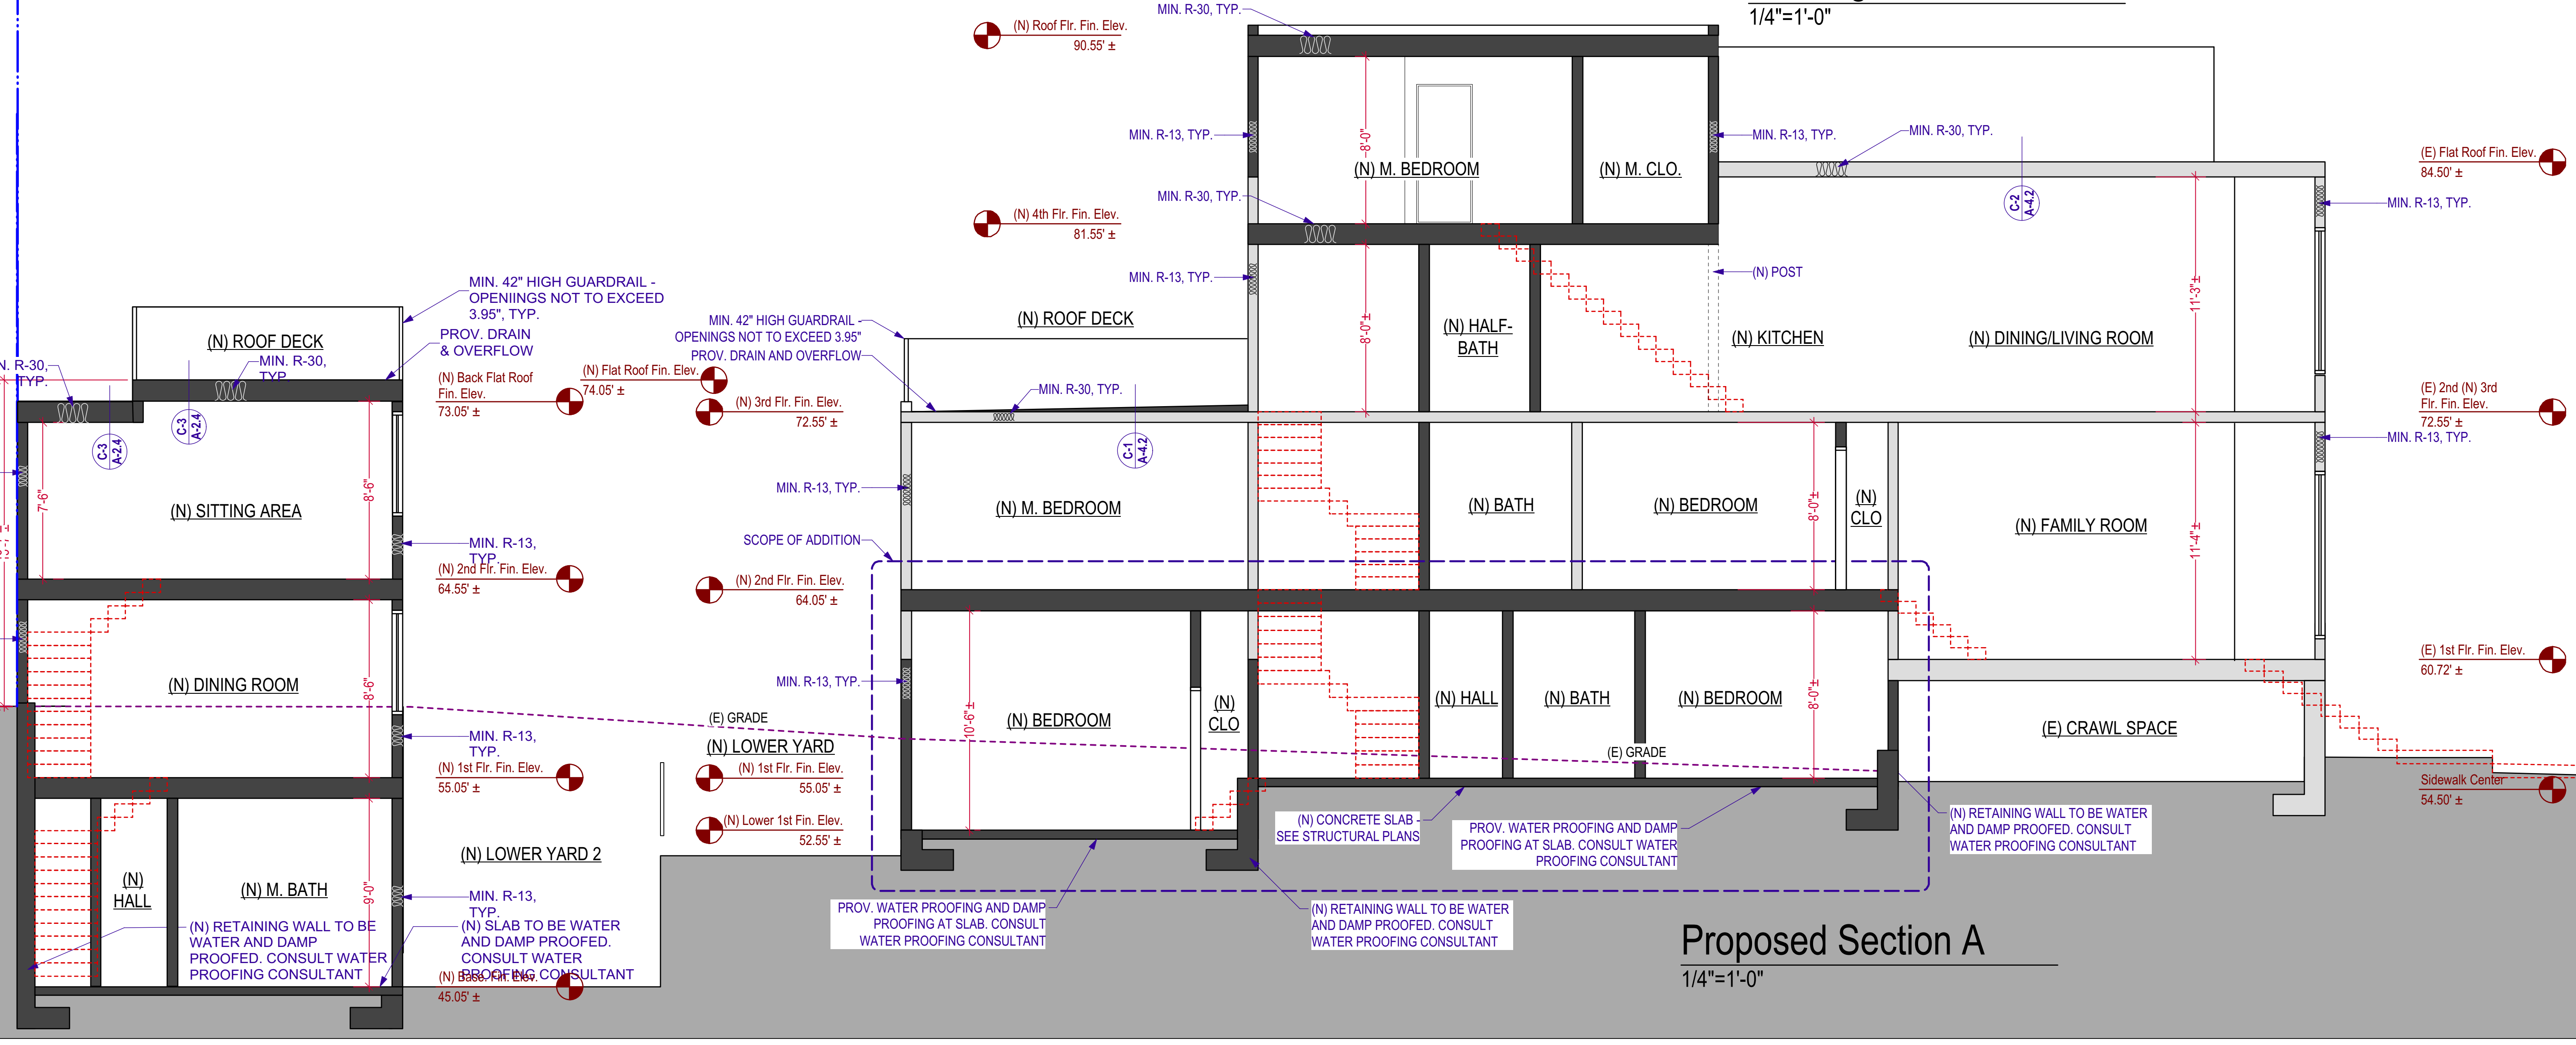 1/4"=1'-0"
MIN. R-30, TYP.
(N) Roof Flr. Fin. Elev.
90.55' ±
MIN. R-13, TYP.
MIN. R-13, TYP.
MIN. R-30, TYP.
8'-0"
(N) M. BEDROOM
(N) M. CLO.
(E) Flat Roof Fin. Elev.
84.50' ±
MIN. R-30, TYP.
C-2
A-4.2
MIN. R-13, TYP.
(N) 4th Flr. Fin. Elev.
81.55' ±
MIN. R-13, TYP.
(N) POST
8'-0"±
11'-3"±
(N) HALF-
BATH
(N) KITCHEN
(N) DINING/LIVING ROOM
MIN. 42" HIGH GUARDRAIL -
OPENIINGS NOT TO EXCEED
3.95", TYP.
PROV. DRAIN
& OVERFLOW
(N) ROOF DECK
MIN. R-30,
TYP.
N. R-30,
TYP.
(N) Back Flat Roof
Fin. Elev.
73.05' ±
(N) Flat Roof Fin. Elev.
74.05' ±
(N) 3rd Flr. Fin. Elev.
72.55' ±
MIN. 42" HIGH GUARDRAIL -
OPENINGS NOT TO EXCEED 3.95"
PROV. DRAIN AND OVERFLOW
(N) ROOF DECK
MIN. R-30, TYP.
C-1
A-4.2
(E) 2nd (N) 3rd
Flr. Fin. Elev.
72.55' ±
MIN. R-13, TYP.
C-3
A-2.4
C-3
A-2.4
7'-6"
8'-6"
(N) SITTING AREA
MIN. R-13,
TYP.
(N) 2nd Flr. Fin. Elev.
64.55' ±
MIN. R-13, TYP.
SCOPE OF ADDITION
(N) 2nd Flr. Fin. Elev.
64.05' ±
(N) M. BEDROOM
(N) BATH
(N) BEDROOM
8'-0"±
(N)
CLO
(N) FAMILY ROOM
11'-4"±
(N) DINING ROOM
8'-6"
MIN. R-13,
TYP.
(N) 1st Flr. Fin. Elev.
55.05' ±
(E) GRADE
(N) LOWER YARD
(N) 1st Flr. Fin. Elev.
55.05' ±
(N) Lower 1st Fin. Elev.
52.55' ±
MIN. R-13, TYP.
10'-6"±
(N) BEDROOM
(N)
CLO
(N) HALL
(N) BATH
(N) BEDROOM
8'-0"±
(E) GRADE
(E) CRAWL SPACE
(E) 1st Flr. Fin. Elev.
60.72' ±
Sidewalk Center
54.50' ±
(N) LOWER YARD 2
(N)
HALL
(N) M. BATH
9'-0"
MIN. R-13,
TYP.
(N) RETAINING WALL TO BE
WATER AND DAMP
PROOFED. CONSULT WATER
PROOFING CONSULTANT
(N) SLAB TO BE WATER
AND DAMP PROOFED.
CONSULT WATER
PROOFING CONSULTANT
(N) Base. Fin. Elev.
45.05' ±
PROV. WATER PROOFING AND DAMP
PROOFING AT SLAB. CONSULT
WATER PROOFING CONSULTANT
(N) CONCRETE SLAB -
SEE STRUCTURAL PLANS
PROV. WATER PROOFING AND DAMP
PROOFING AT SLAB. CONSULT WATER
PROOFING CONSULTANT
(N) RETAINING WALL TO BE WATER
AND DAMP PROOFED. CONSULT
WATER PROOFING CONSULTANT
(N) RETAINING WALL TO BE WATER
AND DAMP PROOFED. CONSULT
WATER PROOFING CONSULTANT
Proposed Section A
1/4"=1'-0"